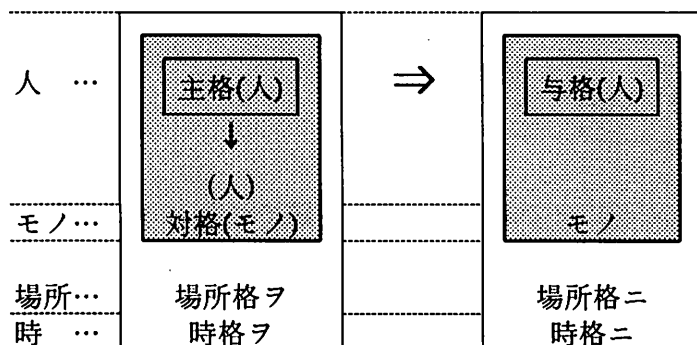 人 … 主格(人) ⇒ 与格(人)
↓
(人)
モノ… 対格(モノ) モノ
場所… 場所格ヲ 場所格ニ
時 … 時格ヲ 時格ニ